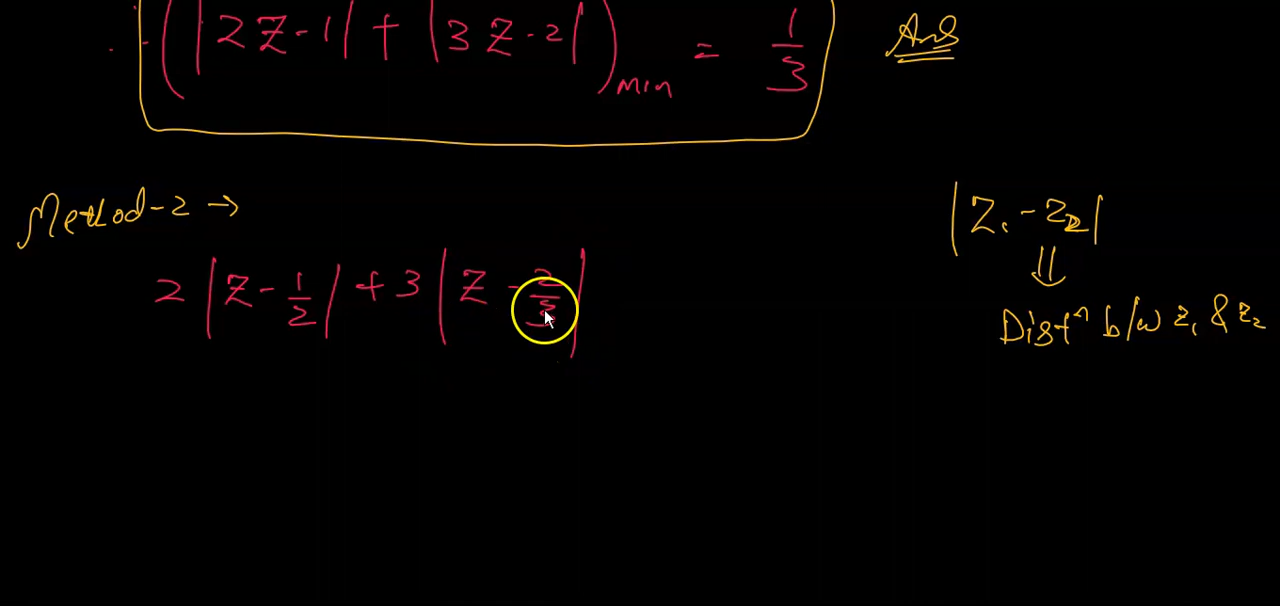 (|2Z-1| + |3Z-2|)min = 1/3 Ans
Method-2 →
2|Z - 1/2| + 3|Z - 2/3|
|Z₁ - Z₂|
⇓
Distⁿ b/w z₁ & z₂